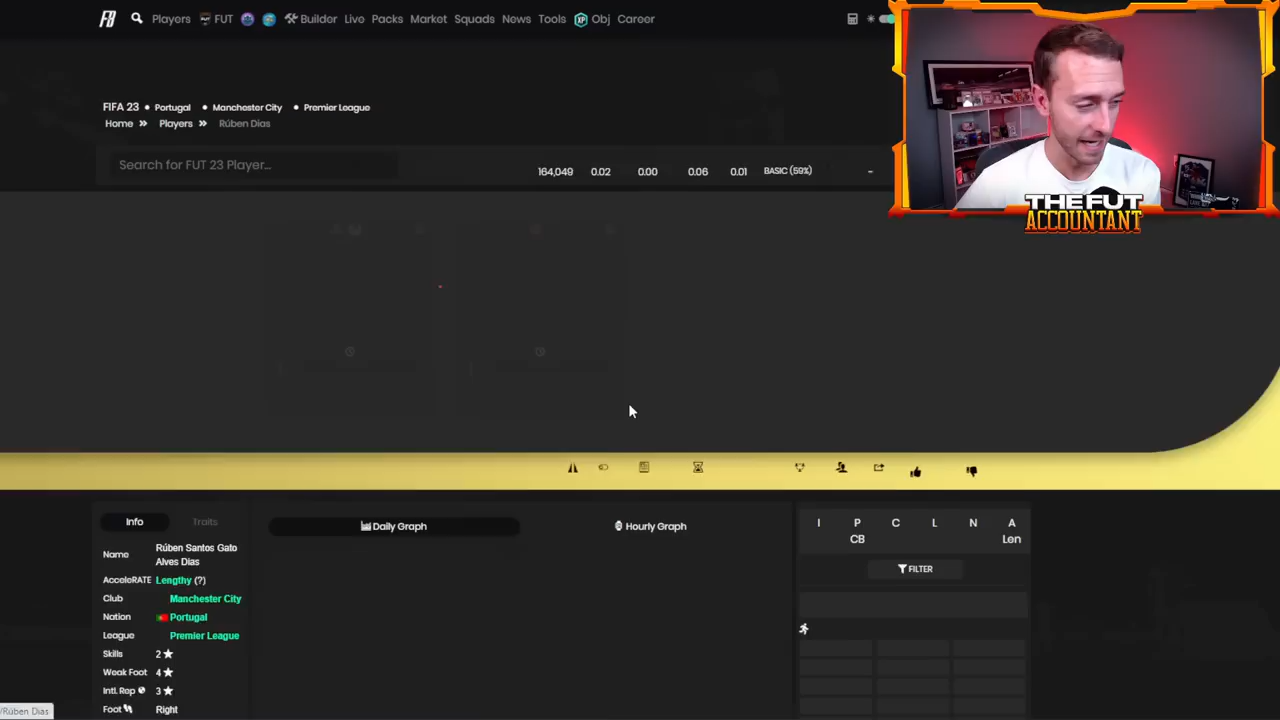 FB Players FUT Builder Live Packs Market Squads News Tools XP Obj Career
FIFA 23 • Portugal • Manchester City • Premier League
Home » Players » Rúben Dias
Search for FUT 23 Player...
164,049 0.02 0.00 0.06 0.01 BASIC (59%) -
THE FUT
ACCOUNTANT
Info Traits
Daily Graph Hourly Graph
I P C L N A
CB Len
FILTER
Name Rúben Santos Gato
Alves Dias
AcceleRATE Lengthy (?)
Club Manchester City
Nation Portugal
League Premier League
Skills 2★
Weak Foot 4★
Intl. Rep 3★
Foot Right
/Rúben Dias